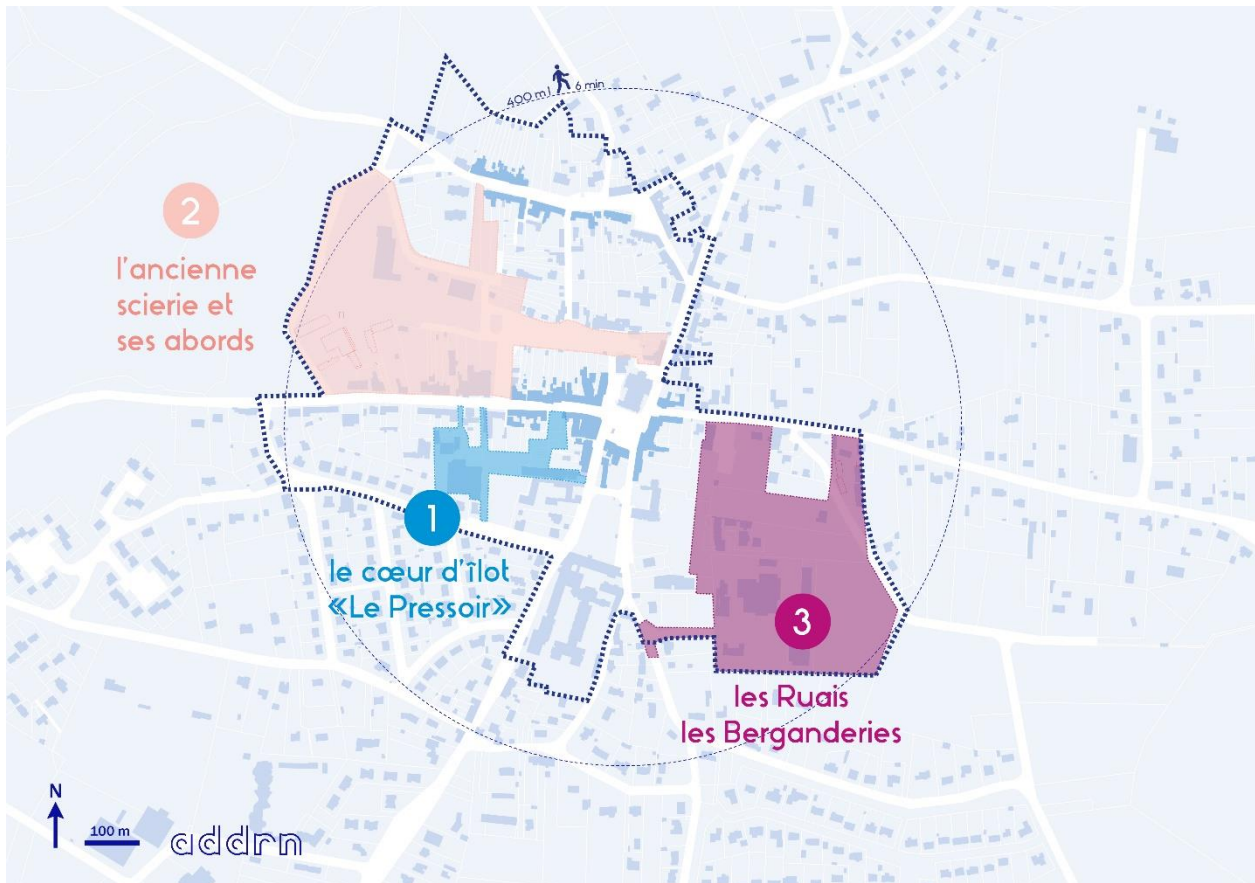 400 m | 6 min
2
l'ancienne
scierie et
ses abords
1
le cœur d'îlot
«Le Pressoir»
3
les Ruais
les Berganderies
N
100 m
addrn